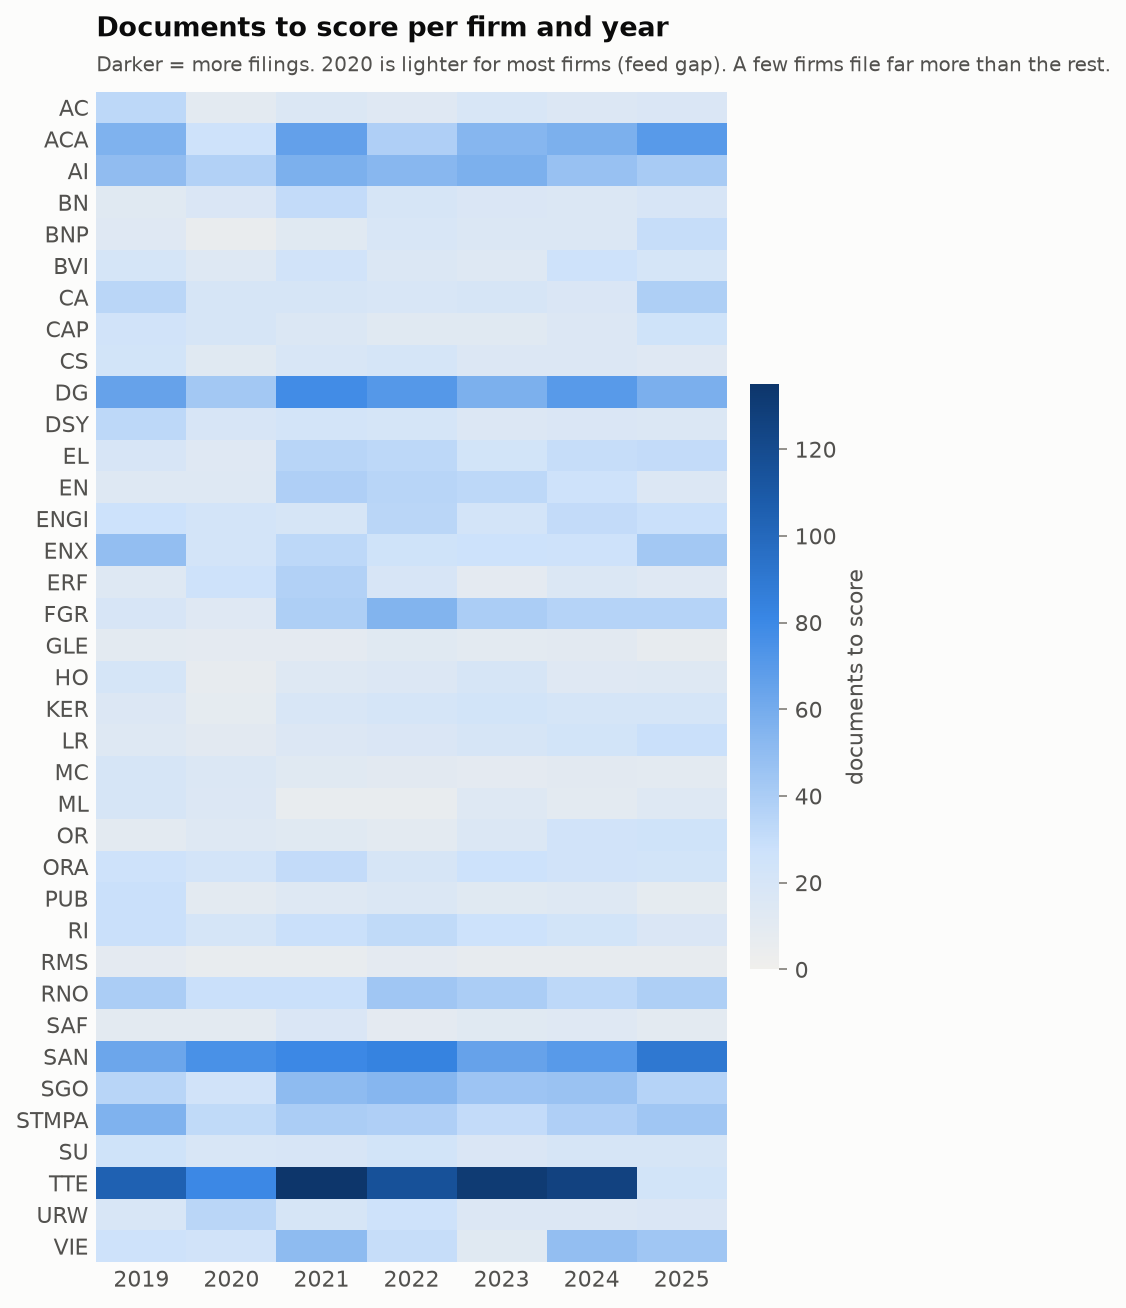 Documents to score per firm and year
Darker = more filings. 2020 is lighter for most firms (feed gap). A few firms file far more than the rest.
AC
ACA
AI
BN
BNP
BVI
CA
CAP
CS
DG
DSY
EL
EN
ENGI
ENX
ERF
FGR
GLE
HO
KER
LR
MC
ML
OR
ORA
PUB
RI
RMS
RNO
SAF
SAN
SGO
STMPA
SU
TTE
URW
VIE
2019 2020 2021 2022 2023 2024 2025
120
100
80
60
40
20
0
documents to score